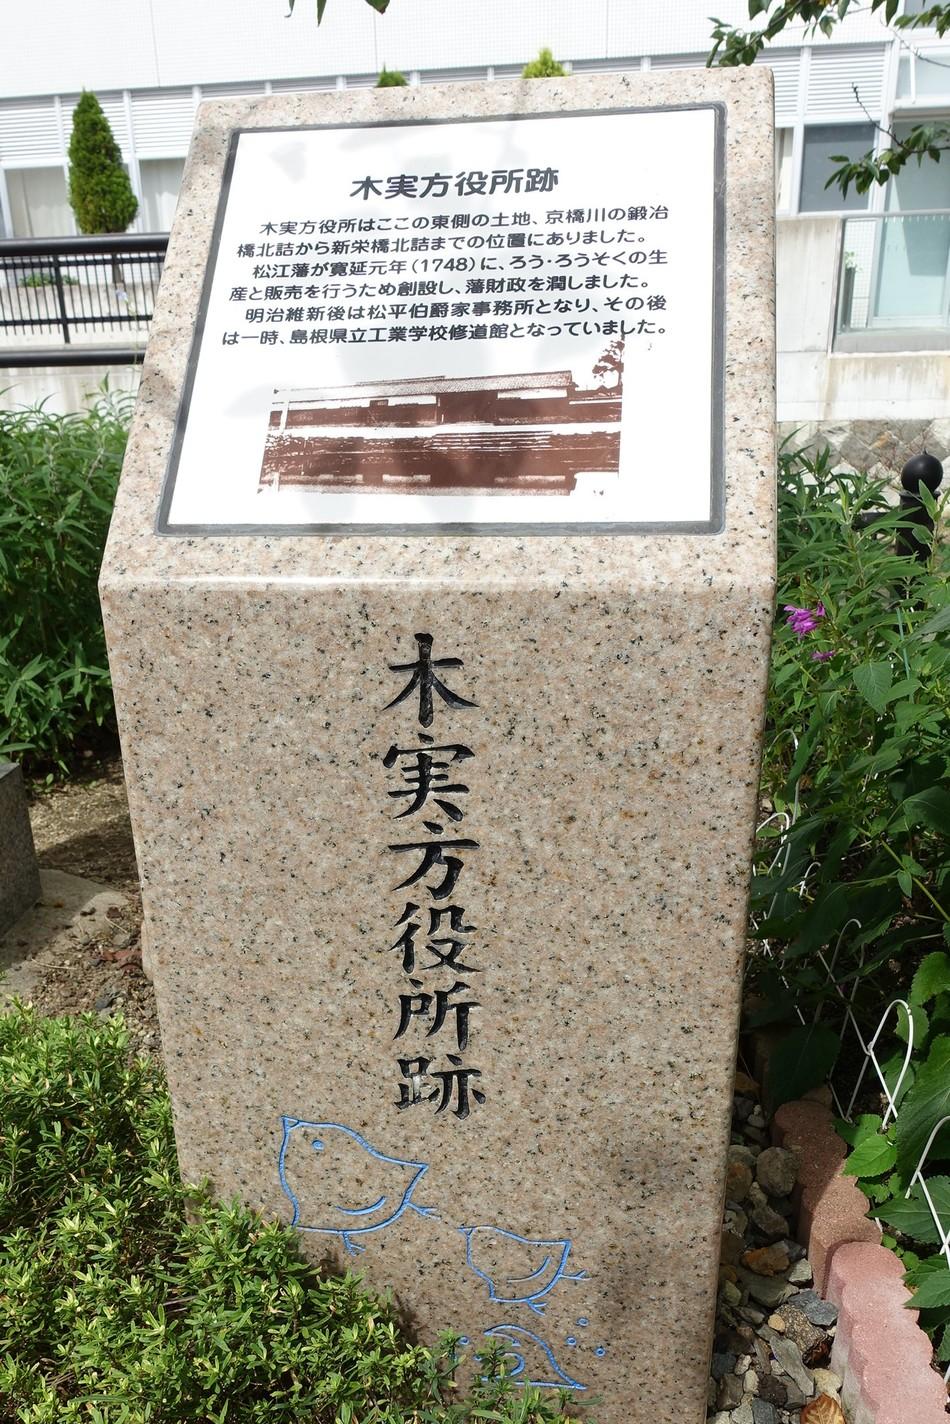 木実方役所跡
木実方役所はここの東側の土地、京橋川の鍛冶
橋北詰から新栄橋北詰までの位置にありました。
松江藩が寛延元年（1748）に、ろう・ろうそくの生
産と販売を行うため創設し、藩財政を潤しました。
明治維新後は松平伯爵家事務所となり、その後
は一時、島根県立工業学校修道館となっていました。
木実方役所跡